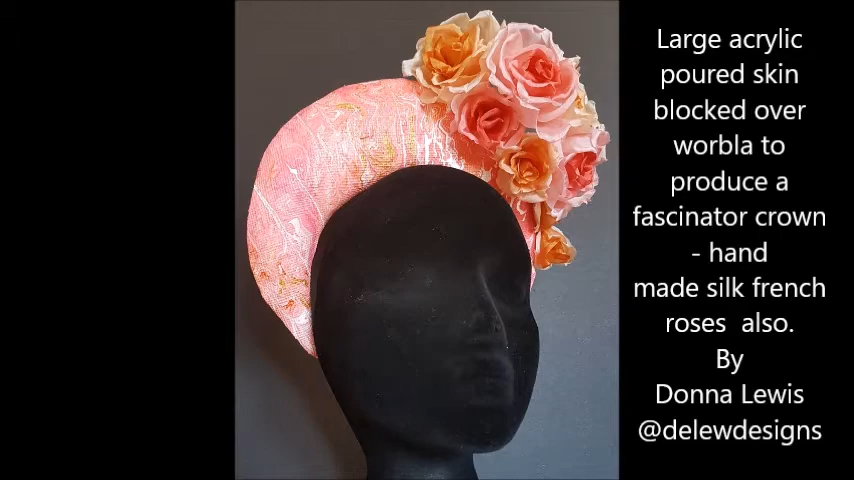 Large acrylic
poured skin
blocked over
worbla to
produce a
fascinator crown
- hand
made silk french
roses  also.
By
Donna Lewis
@delewdesigns